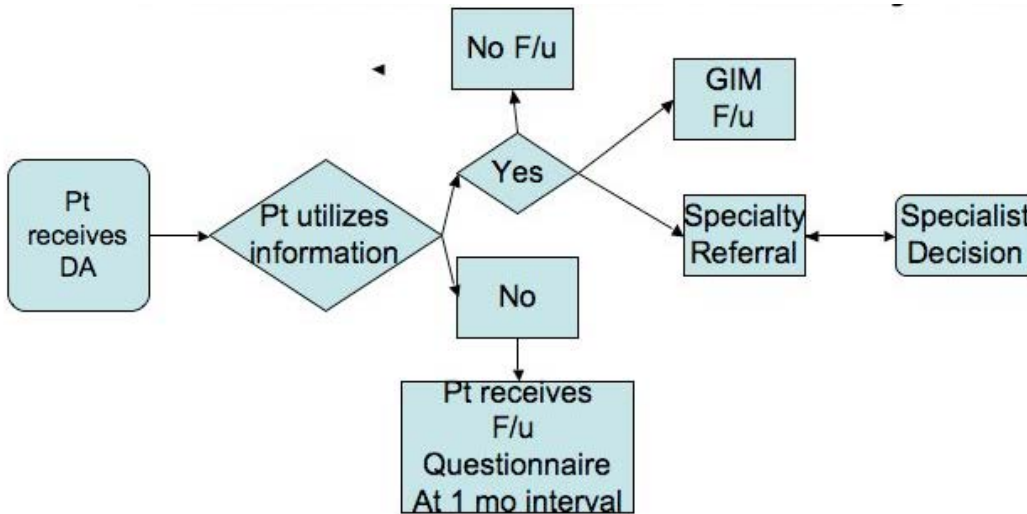 No F/u
GIM
F/u
Yes
Pt
receives
DA
Pt utilizes
information
Specialty
Referral
Specialist
Decision
No
Pt receives
F/u
Questionnaire
At 1 mo interval